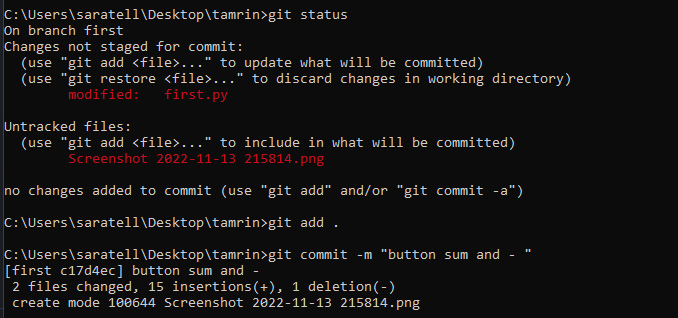 C:\Users\saratell\Desktop\tamrin>git status
On branch first
Changes not staged for commit:
  (use "git add <file>..." to update what will be committed)
  (use "git restore <file>..." to discard changes in working directory)
        modified:   first.py

Untracked files:
  (use "git add <file>..." to include in what will be committed)
        Screenshot 2022-11-13 215814.png

no changes added to commit (use "git add" and/or "git commit -a")

C:\Users\saratell\Desktop\tamrin>git add .

C:\Users\saratell\Desktop\tamrin>git commit -m "button sum and - "
[first c17d4ec] button sum and -
 2 files changed, 15 insertions(+), 1 deletion(-)
 create mode 100644 Screenshot 2022-11-13 215814.png